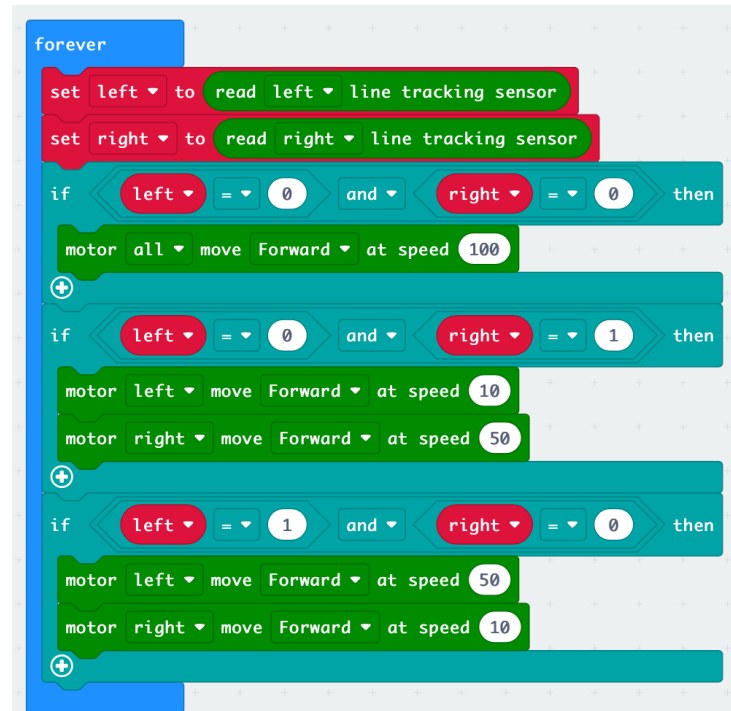 forever
set left to read left line tracking sensor
set right to read right line tracking sensor
if left = 0 and right = 0 then
motor all move Forward at speed 100
if left = 0 and right = 1 then
motor left move Forward at speed 10
motor right move Forward at speed 50
if left = 1 and right = 0 then
motor left move Forward at speed 50
motor right move Forward at speed 10